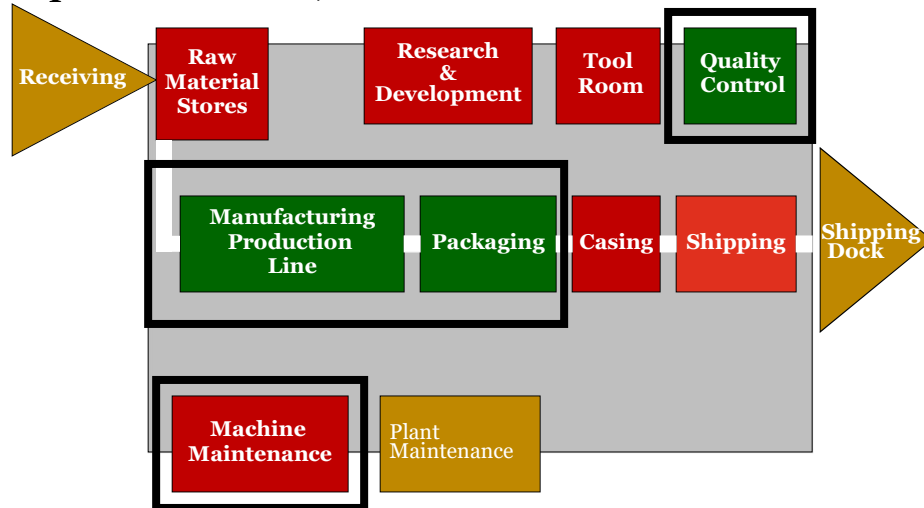 Receiving
Raw
Material
Stores
Research
&
Development
Tool
Room
Quality
Control
Manufacturing
Production
Line
Packaging
Casing
Shipping
Shipping
Dock
Machine
Maintenance
Plant
Maintenance